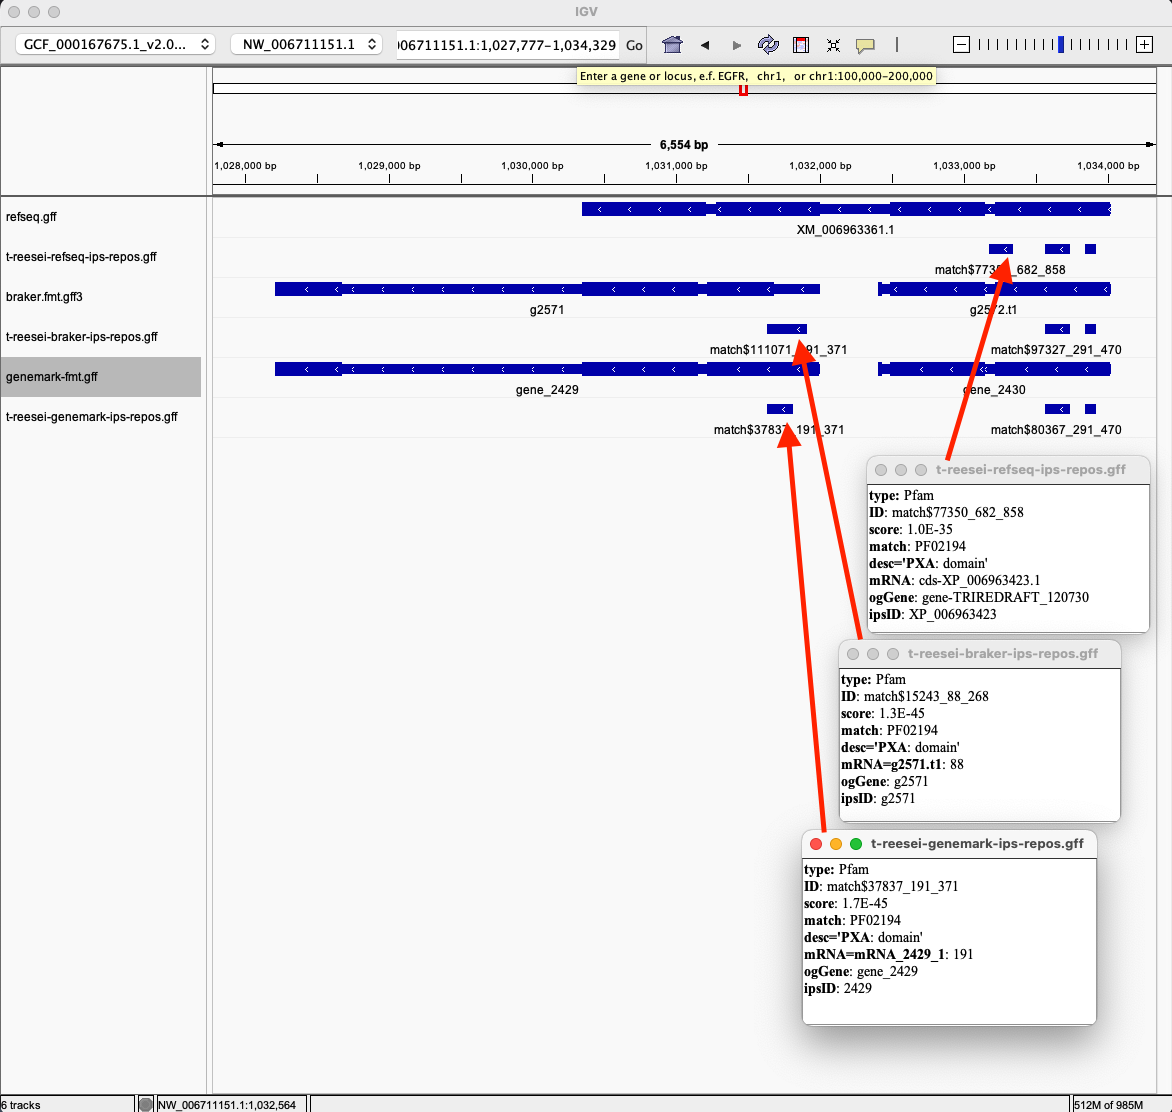 IGV
GCF_000167675.1_v2.0...
NW_006711151.1
006711151.1:1,027,777-1,034,329
Go
Enter a gene or locus, e.f. EGFR, chr1, or chr1:100,000-200,000
6,554 bp
1,028,000 bp
1,029,000 bp
1,030,000 bp
1,031,000 bp
1,032,000 bp
1,033,000 bp
1,034,000 bp
refseq.gff
XM_006963361.1
t-reesei-refseq-ips-repos.gff
match$77350_682_858
braker.fmt.gff3
g2571
g2572.t1
t-reesei-braker-ips-repos.gff
match$111071_191_371
match$97327_291_470
genemark-fmt.gff
gene_2429
gene_2430
t-reesei-genemark-ips-repos.gff
match$37837_191_371
match$80367_291_470
t-reesei-refseq-ips-repos.gff
type: Pfam
ID: match$77350_682_858
score: 1.0E-35
match: PF02194
desc='PXA: domain'
mRNA: cds-XP_006963423.1
ogGene: gene-TRIREDRAFT_120730
ipsID: XP_006963423
t-reesei-braker-ips-repos.gff
type: Pfam
ID: match$15243_88_268
score: 1.3E-45
match: PF02194
desc='PXA: domain'
mRNA=g2571.t1: 88
ogGene: g2571
ipsID: g2571
t-reesei-genemark-ips-repos.gff
type: Pfam
ID: match$37837_191_371
score: 1.7E-45
match: PF02194
desc='PXA: domain'
mRNA=mRNA_2429_1: 191
ogGene: gene_2429
ipsID: 2429
6 tracks
NW_006711151.1:1,032,564
512M of 985M